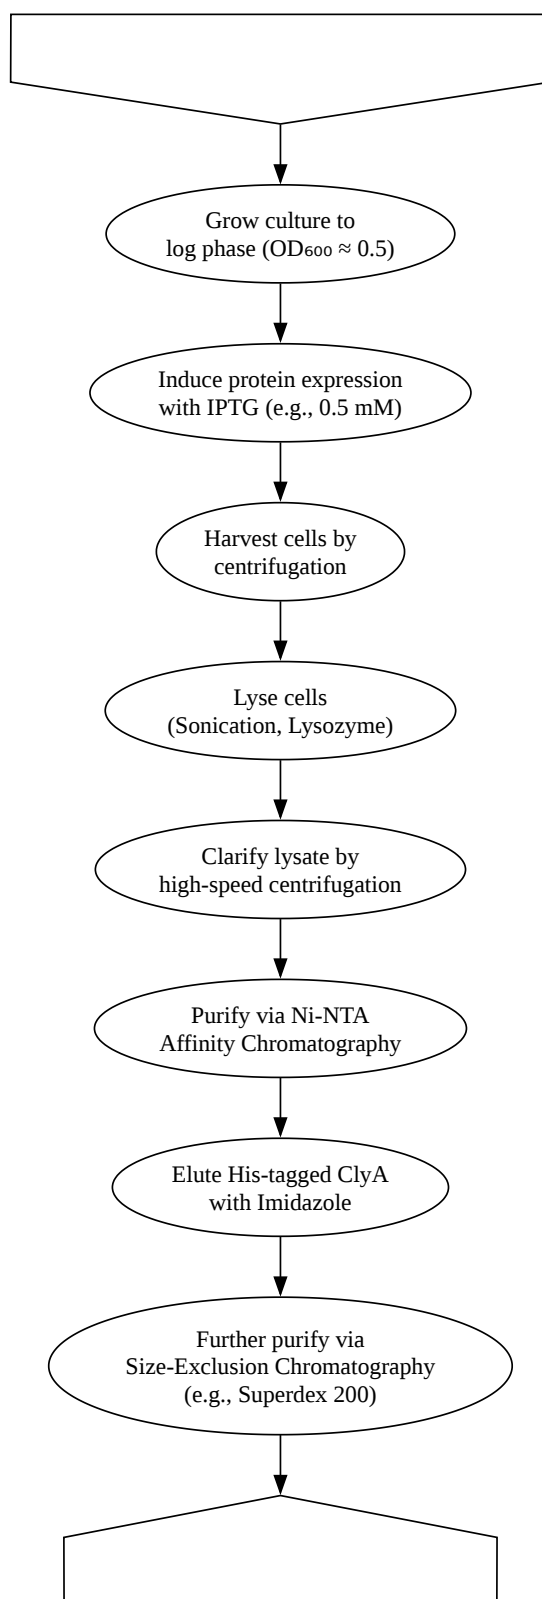 Grow culture to
log phase (OD₆₀₀ ≈ 0.5)
Induce protein expression
with IPTG (e.g., 0.5 mM)
Harvest cells by
centrifugation
Lyse cells
(Sonication, Lysozyme)
Clarify lysate by
high-speed centrifugation
Purify via Ni-NTA
Affinity Chromatography
Elute His-tagged ClyA
with Imidazole
Further purify via
Size-Exclusion Chromatography
(e.g., Superdex 200)